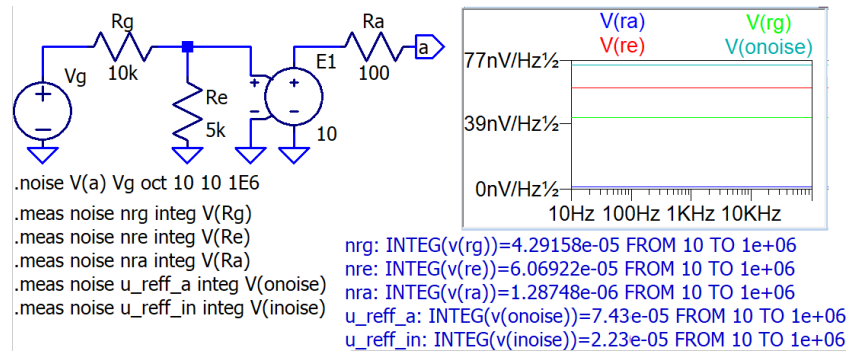 Rg
10k
Vg
Re
5k
E1
10
Ra
100
a
.noise V(a) Vg oct 10 10 1E6
.meas noise nrg integ V(Rg)
.meas noise nre integ V(Re)
.meas noise nra integ V(Ra)
.meas noise u_reff_a integ V(onoise)
.meas noise u_reff_in integ V(inoise)
V(ra) V(rg)
V(re) V(onoise)
77nV/Hz½
39nV/Hz½
0nV/Hz½
10Hz 100Hz 1KHz 10KHz
nrg: INTEG(v(rg))=4.29158e-05 FROM 10 TO 1e+06
nre: INTEG(v(re))=6.06922e-05 FROM 10 TO 1e+06
nra: INTEG(v(ra))=1.28748e-06 FROM 10 TO 1e+06
u_reff_a: INTEG(v(onoise))=7.43e-05 FROM 10 TO 1e+06
u_reff_in: INTEG(v(inoise))=2.23e-05 FROM 10 TO 1e+06